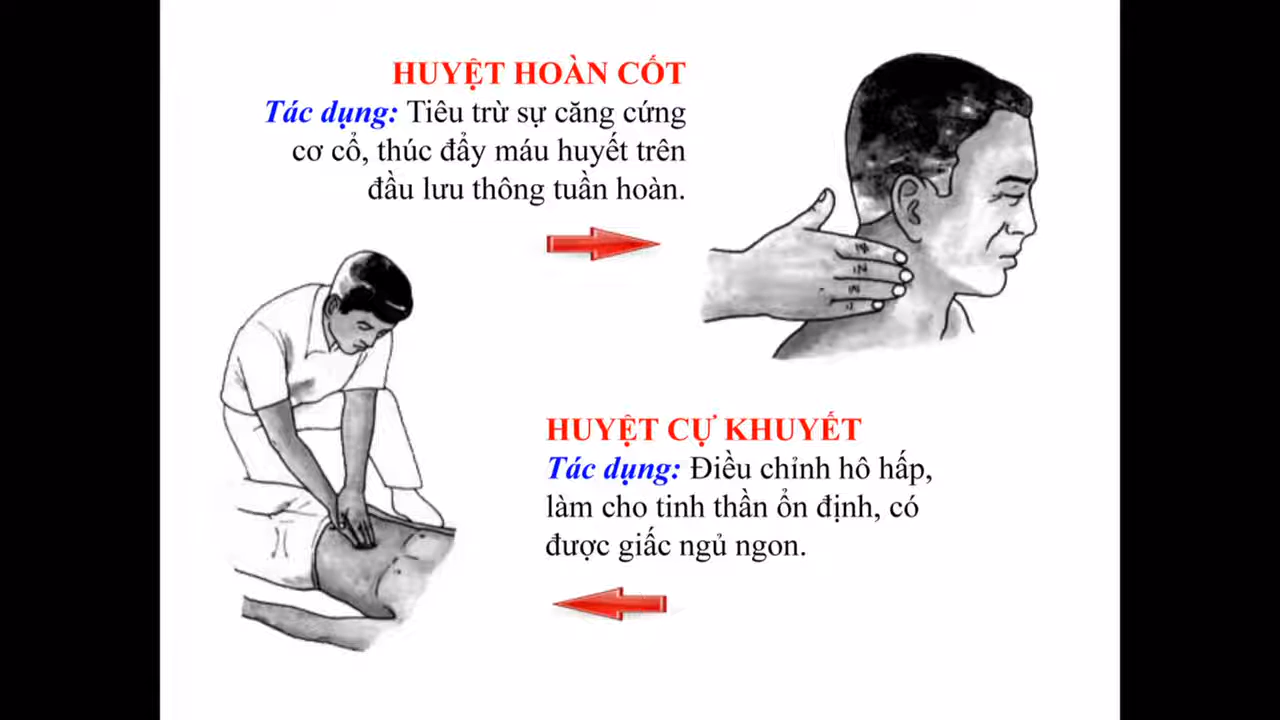 HUYỆT HOÀN CỐT
Tác dụng: Tiêu trừ sự căng cứng
cơ cổ, thúc đẩy máu huyết trên
đầu lưu thông tuần hoàn.
HUYỆT CỰ KHUYẾT
Tác dụng: Điều chỉnh hô hấp,
làm cho tinh thần ổn định, có
được giấc ngủ ngon.